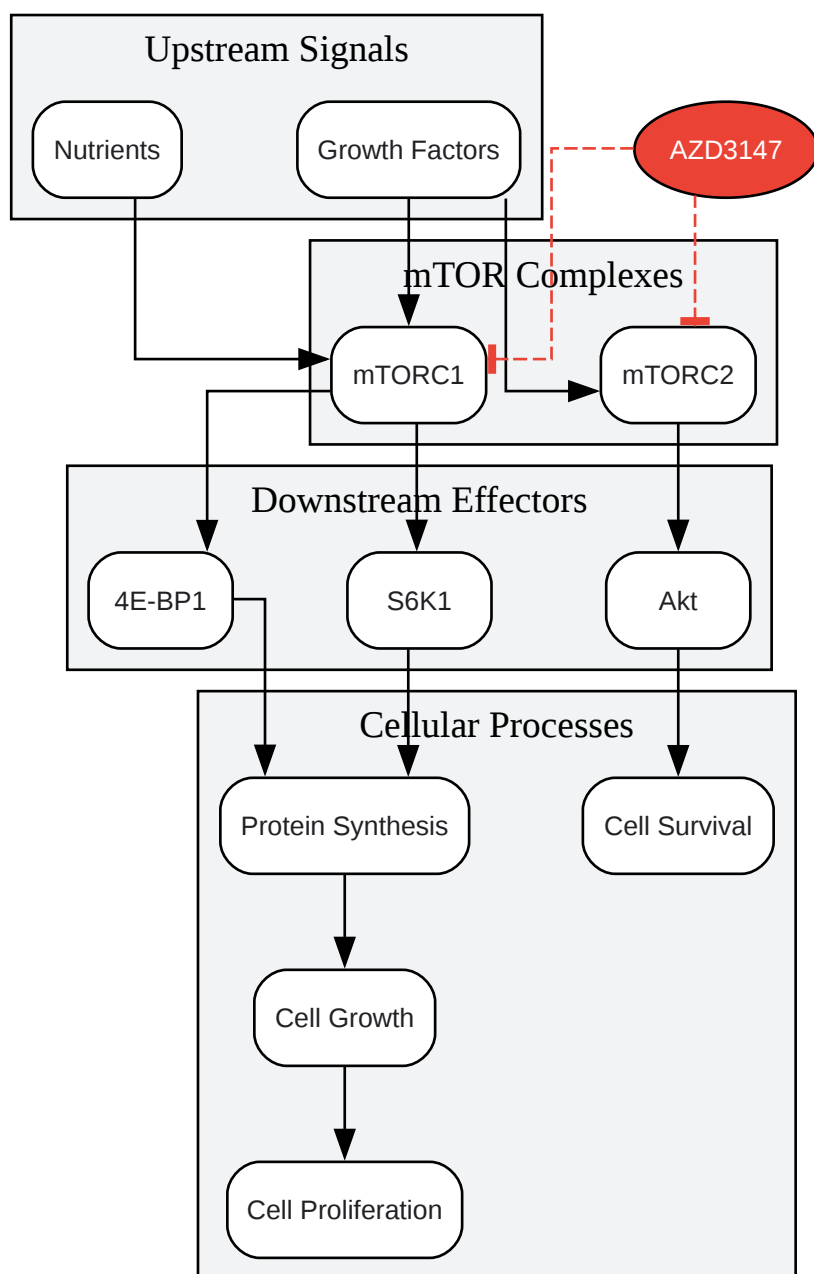 Upstream Signals
Nutrients
Growth Factors
AZD3147
mTOR Complexes
mTORC1
mTORC2
Downstream Effectors
4E-BP1
S6K1
Akt
Cellular Processes
Protein Synthesis
Cell Survival
Cell Growth
Cell Proliferation